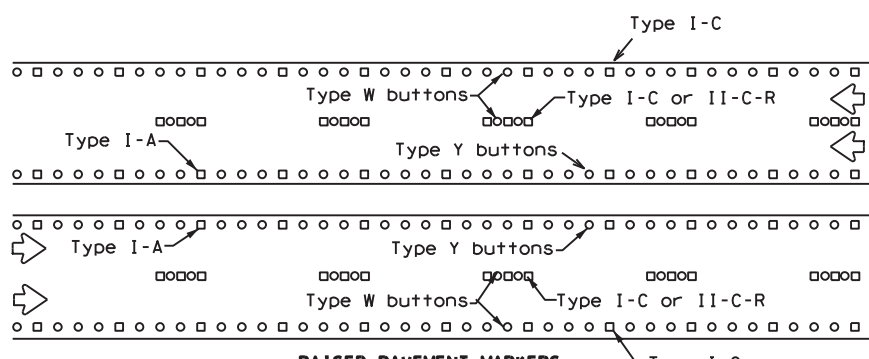 Type I-C
Type W buttons
Type I-C or II-C-R
Type I-A
Type Y buttons
Type I-A
Type Y buttons
Type W buttons
Type I-C or II-C-R
RAISED PAVEMENT MARKERS
Type I-C